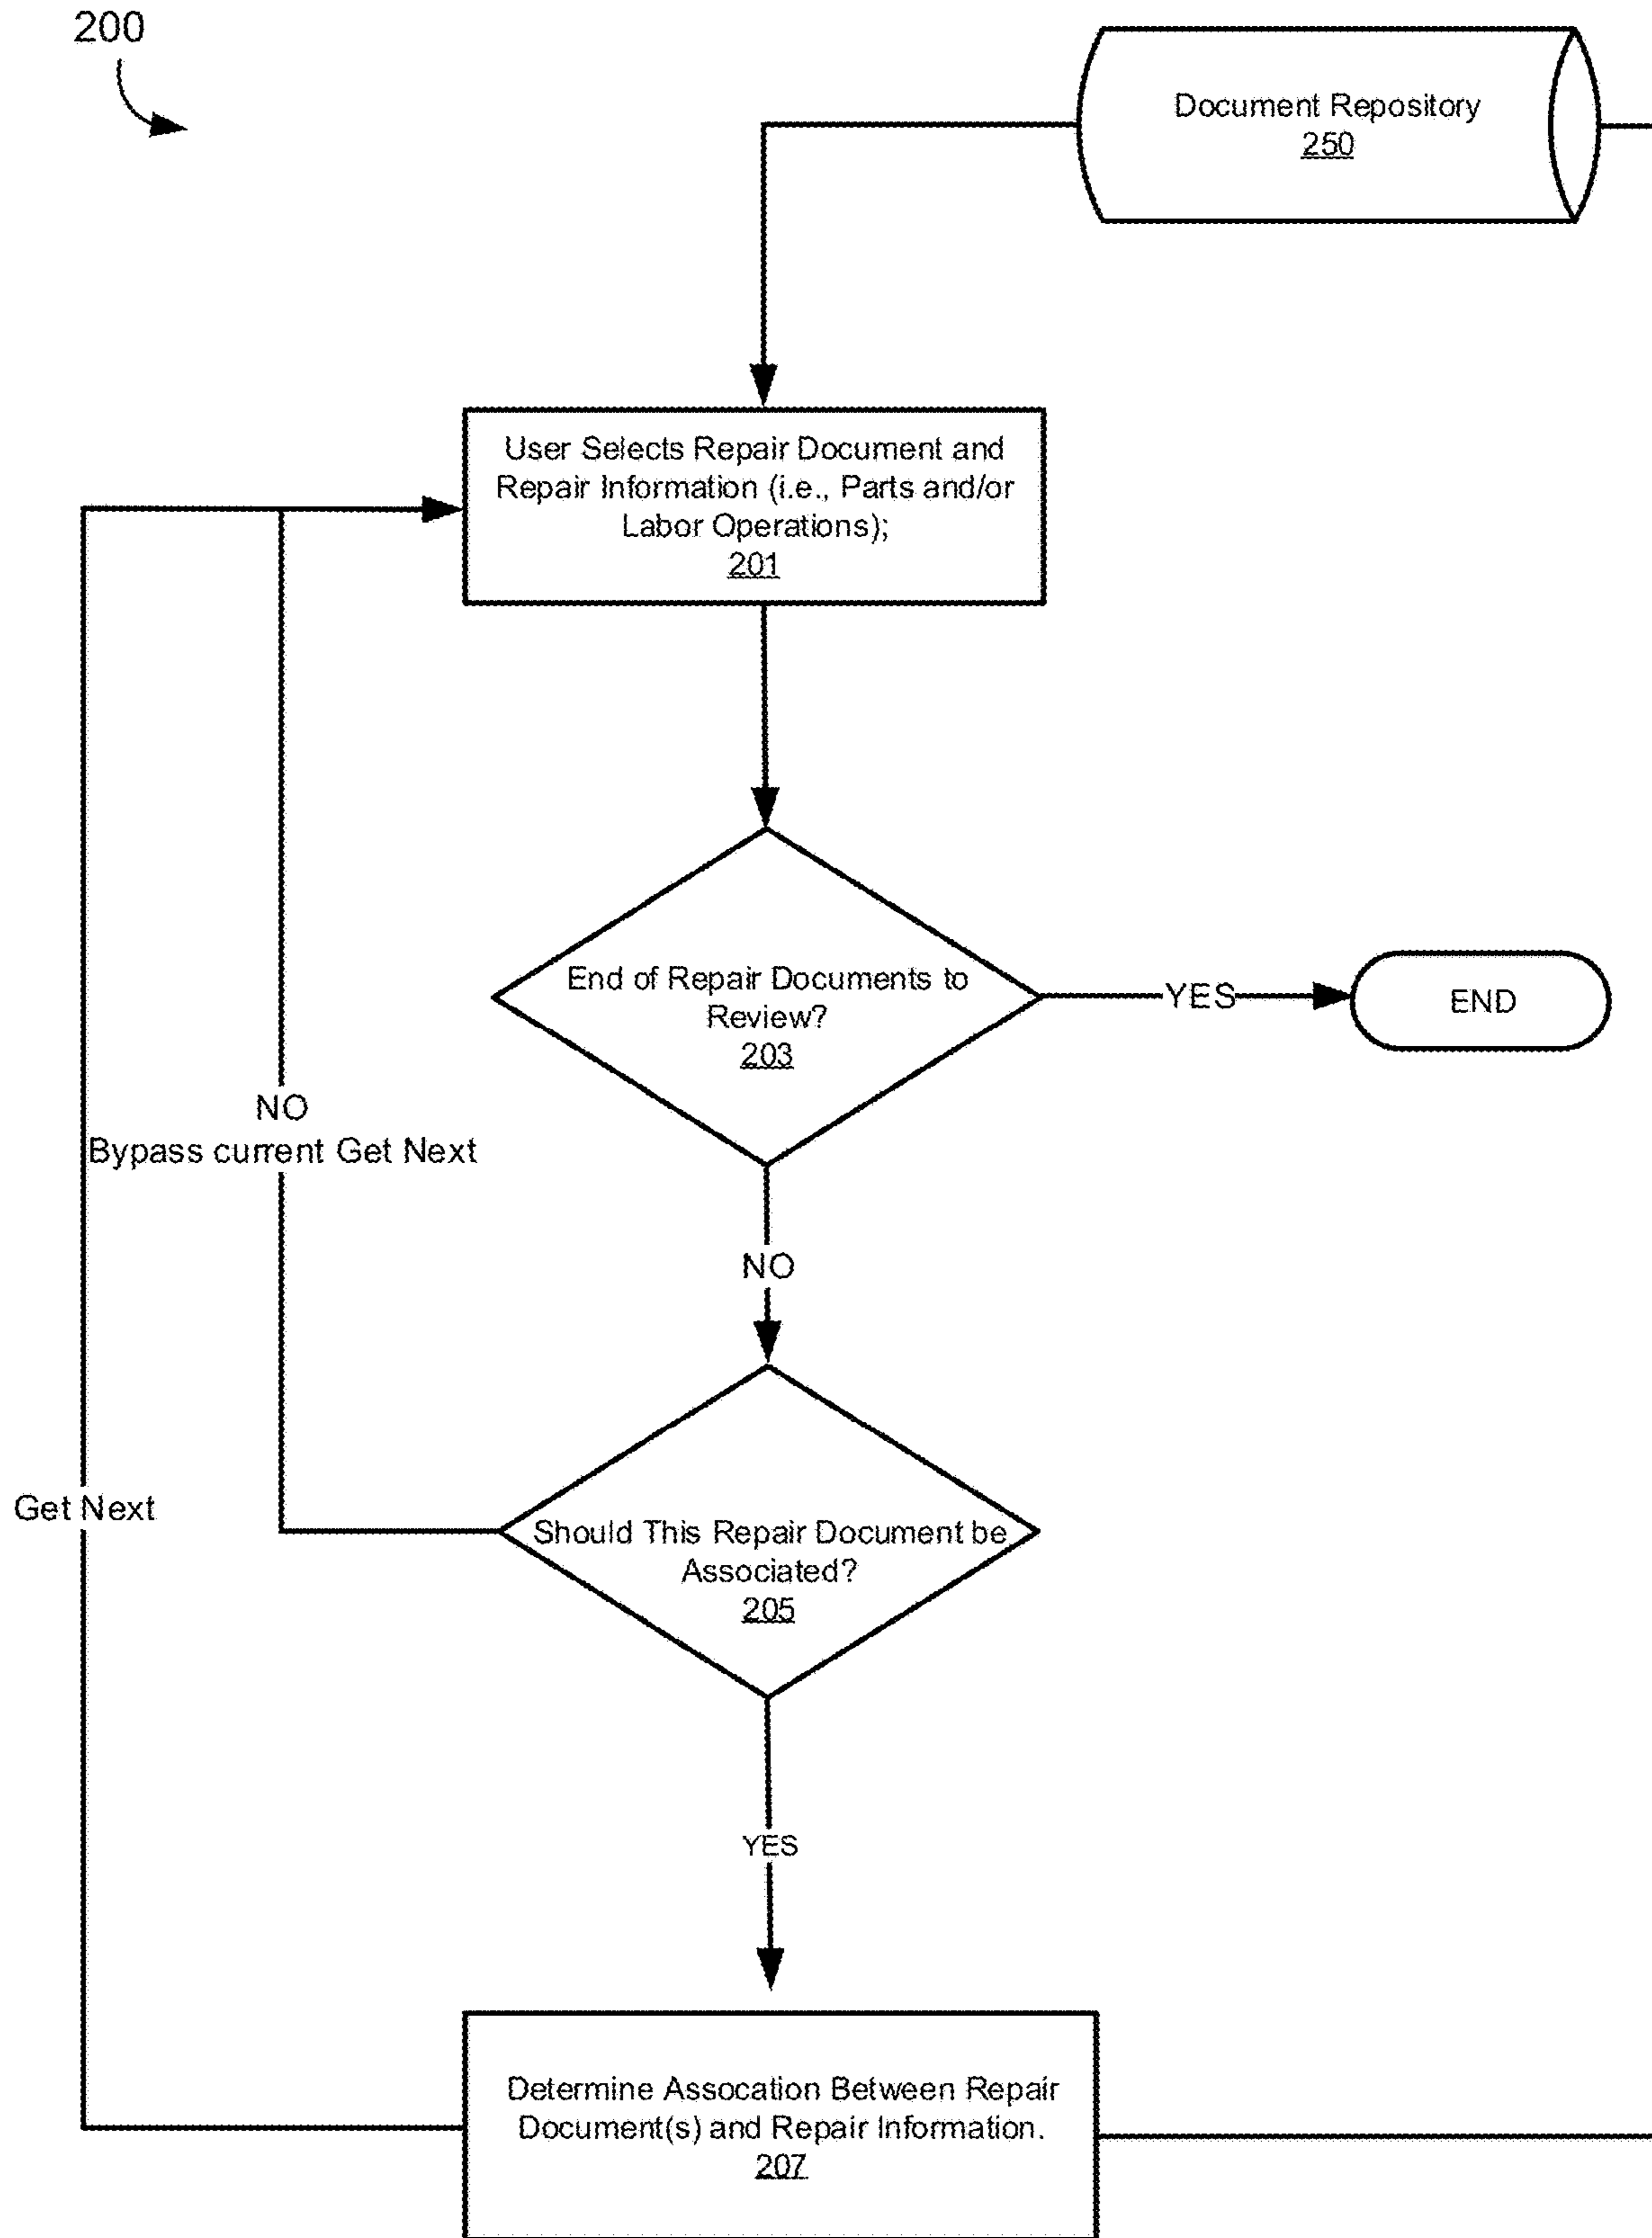 200
Document Repository
250
User Selects Repair Document and
Repair Information (i.e., Parts and/or
Labor Operations);
201
End of Repair Documents to
Review?
203
YES
END
NO
Bypass current Get Next
NO
Get Next
Should This Repair Document be
Associated?
205
YES
Determine Assocation Between Repair
Document(s) and Repair Information.
207